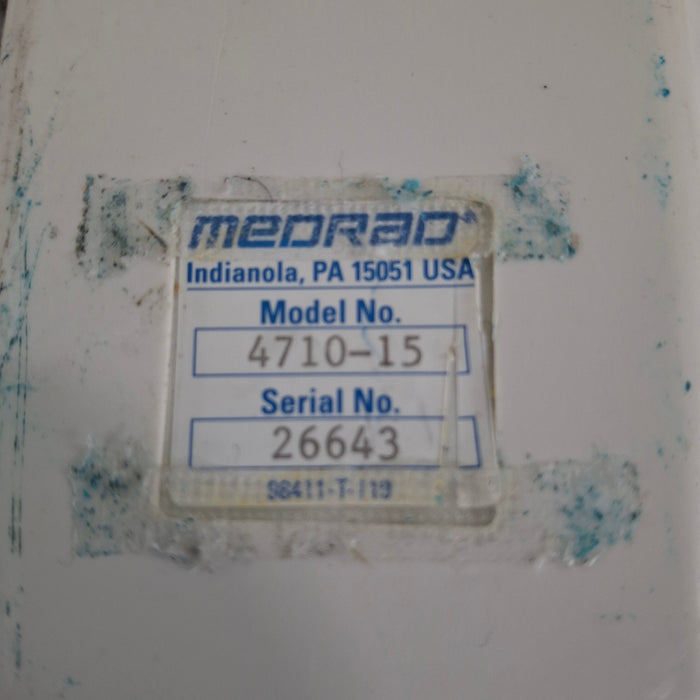 MEDRAD
Indianola, PA 15051 USA
Model No.
4710-15
Serial No.
26643
98411-T-119